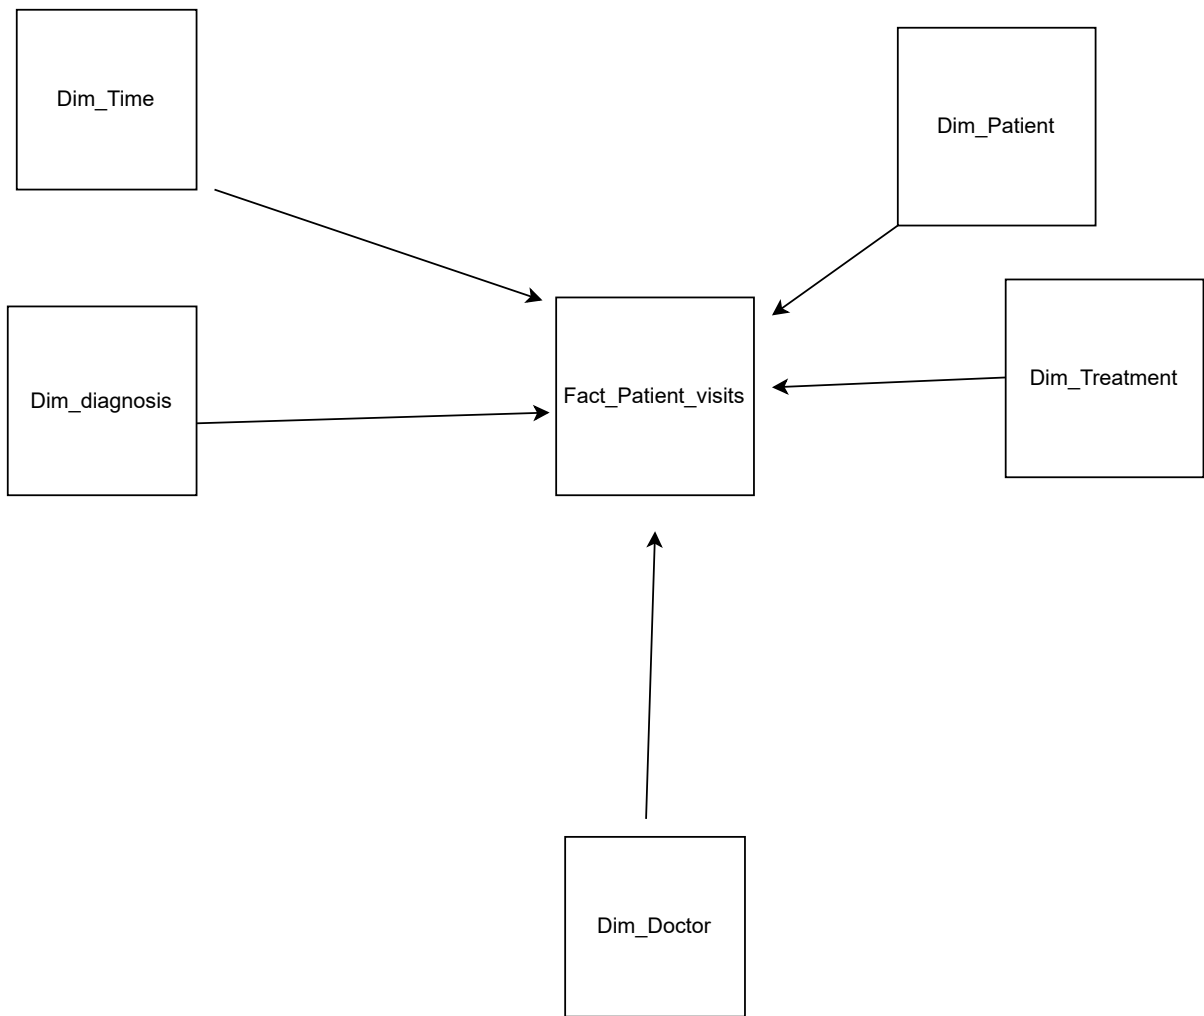 Dim_Time
Dim_Patient
Dim_diagnosis
Fact_Patient_visits
Dim_Treatment
Dim_Doctor